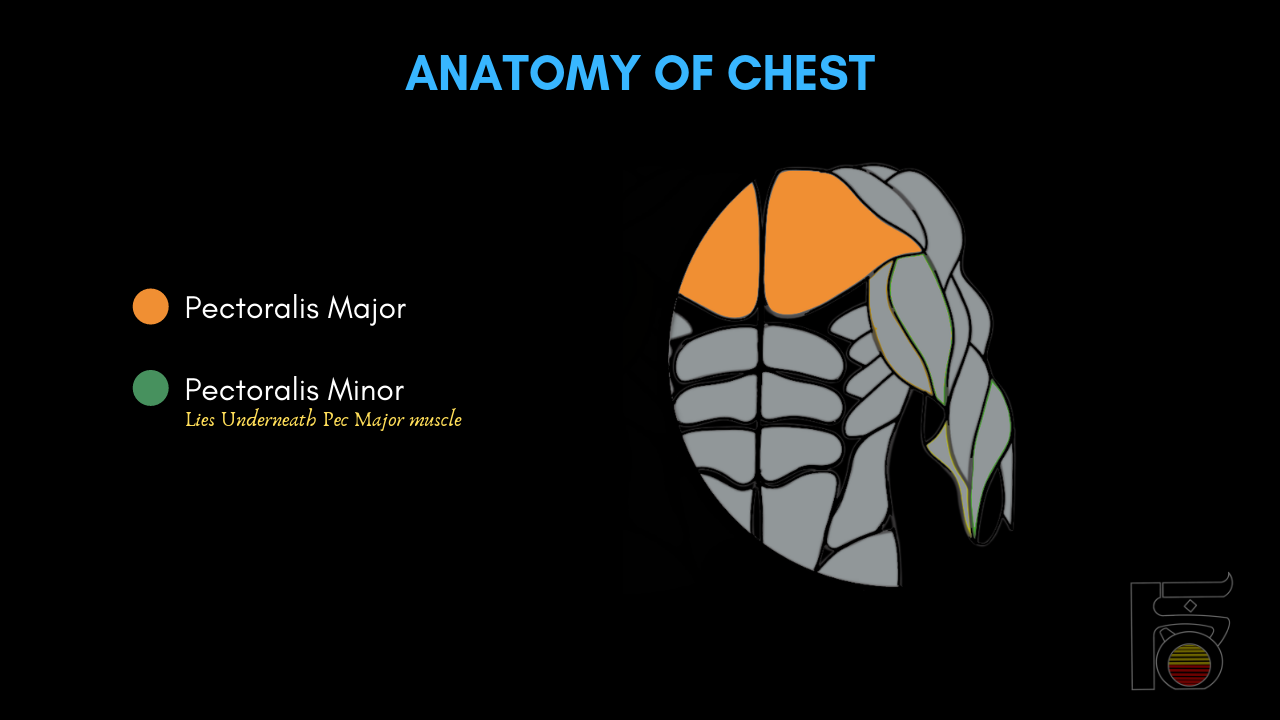 ANATOMY OF CHEST
Pectoralis Major
Pectoralis Minor
Lies Underneath Pec Major muscle